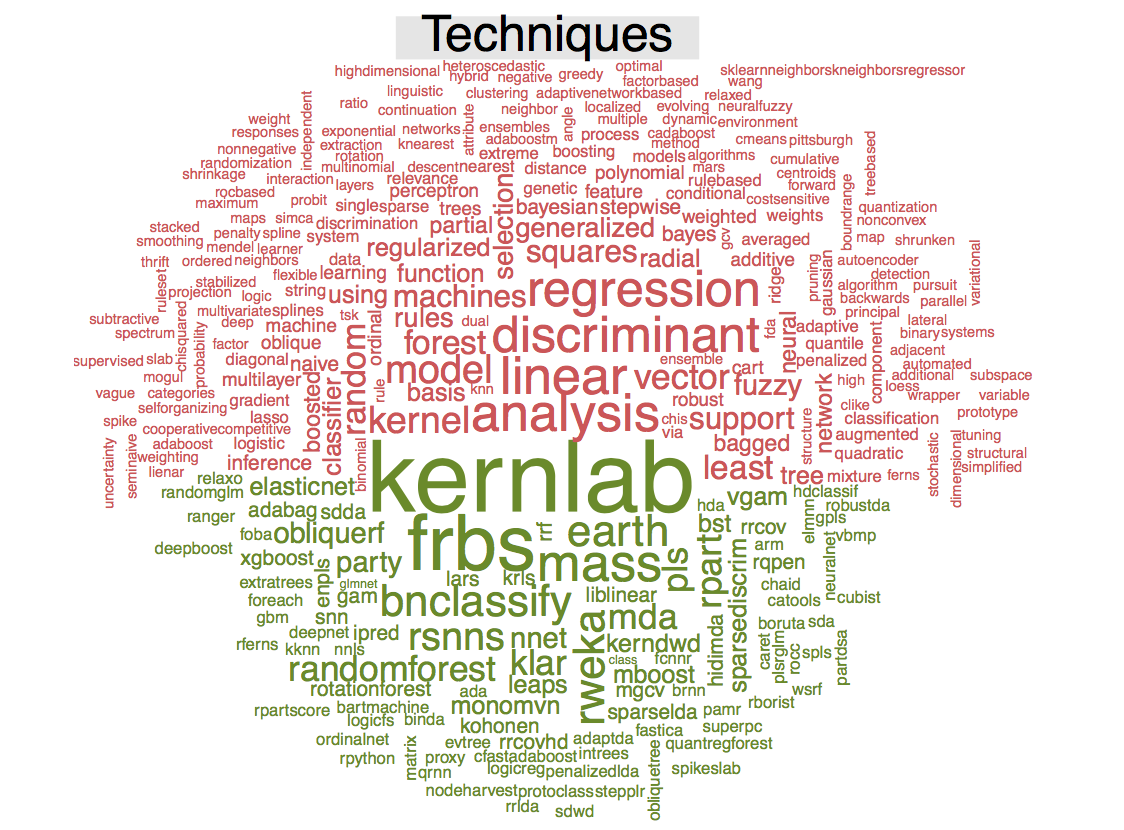 Techniques
highdimensional heteroscedastic optimal sklearnneighborskneighborsregressor
hybrid negative greedy factorbased wang
linguistic clustering adaptivenetworkbased relaxed
ratio continuation neighbor localized evolving neuralfuzzy
weight independent attribute angle multiple dynamic environment
responses exponential networks ensembles process cadaboost
nonnegative extraction knearest adaboostm method cmeans pittsburgh treebased
randomization rotation extreme boosting models algorithms cumulative
shrinkage interaction multinomial descent nearest distance polynomial mars centroids
rocbased layers relevance rulebased forward
maximum probit perceptron selection genetic feature conditional costsensitive
stacked maps simca single sparse trees bayesian stepwise weighted weights boundrange quantization
smoothing penalty spline discrimination partial generalized bayes gcv nonconvex
mendel learner system regularized squares averaged map shrunken
thrift ordered neighbors data radial additive autoencoder variational
ruleset stabilized flexible learning function ridge pruning gaussian detection
projection logic string using machines regression algorithm pursuit
subtractive multivariate splines tsk backwards parallel
spectrum chisquared deep machine ordinal rules dual fda neural adaptive principal lateral
probability factor oblique random forest discriminant quantile component binary systems
supervised slab diagonal naive model ensemble cart penalized adjacent
mogul multilayer linear vector fuzzy automated
vague categories boosted rule basis knn robust network high additional subspace
selforganizing gradient classifier loess wrapper variable
spike lasso kernel analysis chis support structure clike classification prototype
cooperative competitive via
adaboost logistic bagged augmented stochastic dimensional tuning
uncertainty seminaive weighting binomial quadratic structural
lienar inference least tree mixture ferns simplified
relaxo elasticnet kernlab vgam hdclassif
randomglm hda robustda
ranger adabag sdda bst elmnn gpls
foba obliquerf frbs rrf earth rrcov vbmp
deepboost arm
xgboost party mass pls rpart sparsediscrim rqpen neuralnet
extratrees enpls glmnet lars krls chaid
foreach gam bnclassify liblinear catools cubist
gbm snn rweka mda boruta sda
deepnet ipred rsnns nnet hidimda caret
rferns kknn nnls kerndwd plsrglm rocc spls partdsa
randomforest klar class fcnnr
mboost
rotationforest ada leaps mgcv brnn wsrf
rpartscore bartmachine monomvn sparselda pamr rborist
logicfs binda kohonen fastica superpc
ordinalnet matrix evtree rrcovhd adaptda obliquetree quantregforest
rpython proxy cfastadaboost intrees
qrnn logicreg penalizedlda spikeslab
nodeharvest protoclass stepplr
rrlda sdwd